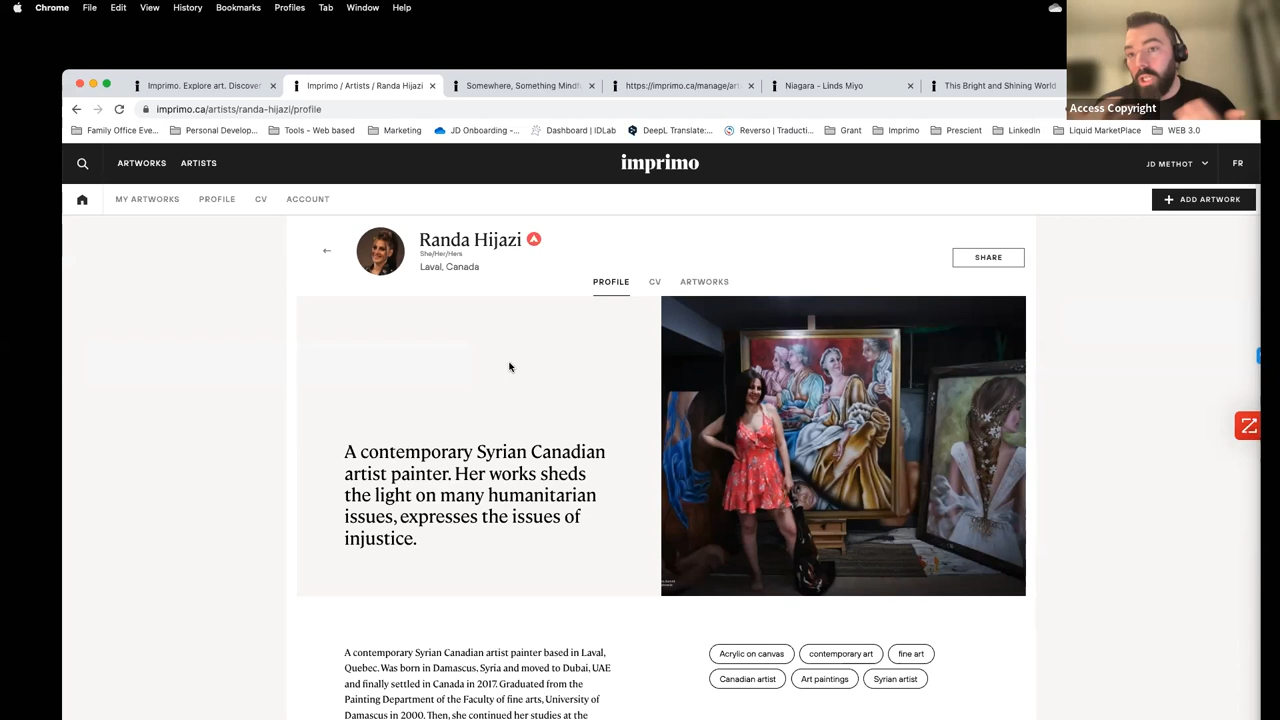 Chrome File Edit View History Bookmarks Profiles Tab Window Help
Access Copyright
Imprimo. Explore art. Discover Imprimo / Artists / Randa Hijazi Somewhere, Something Mindf https://imprimo.ca/manage/art Niagara - Linds Miyo This Bright and Shining World
imprimo.ca/artists/randa-hijazi/profile
Family Office Eve... Personal Develop... Tools - Web based Marketing JD Onboarding -... Dashboard | IDLab DeepL Translate:... Reverso | Traducti... Grant Imprimo Prescient LinkedIn Liquid MarketPlace WEB 3.0
ARTWORKS ARTISTS imprimo JD METHOT FR
MY ARTWORKS PROFILE CV ACCOUNT + ADD ARTWORK
Randa Hijazi
She/Her/Hers
Laval, Canada
SHARE
PROFILE CV ARTWORKS
A contemporary Syrian Canadian
artist painter. Her works sheds
the light on many humanitarian
issues, expresses the issues of
injustice.
A contemporary Syrian Canadian artist painter based in Laval,
Quebec. Was born in Damascus. Syria and moved to Dubai, UAE
and finally settled in Canada in 2017. Graduated from the
Painting Department of the Faculty of fine arts, University of
Damascus in 2000. Then, she continued her studies at the
Acrylic on canvas contemporary art fine art
Canadian artist Art paintings Syrian artist